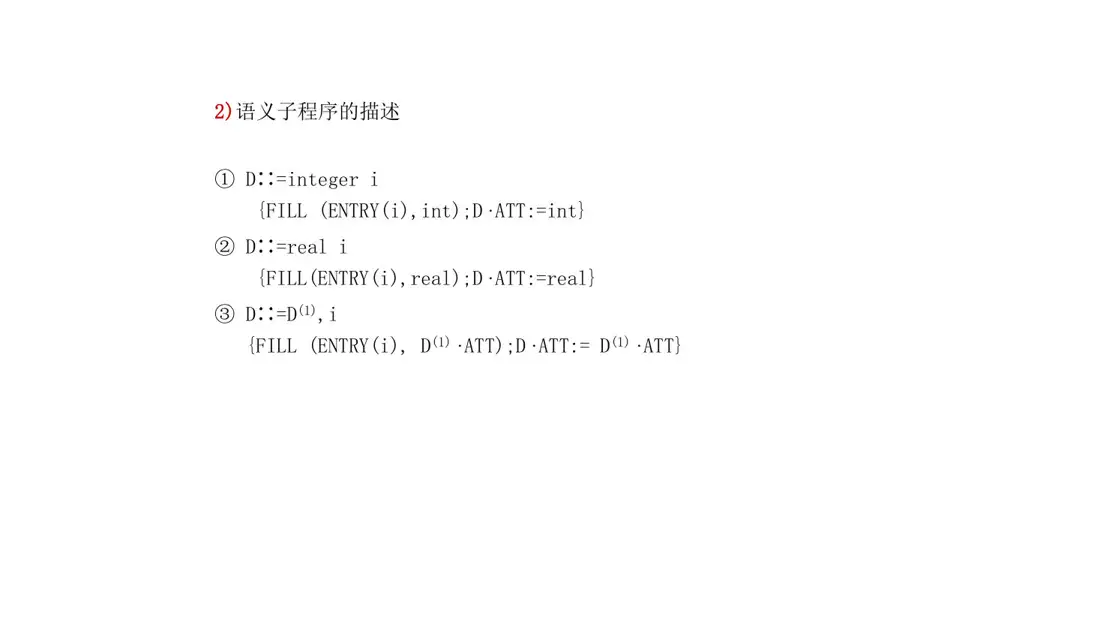 2)语义子程序的描述
① D∷=integer i
{FILL (ENTRY(i),int);D·ATT:=int}
② D∷=real i
{FILL(ENTRY(i),real);D·ATT:=real}
③ D∷=D⁽¹⁾,i
{FILL (ENTRY(i), D⁽¹⁾·ATT);D·ATT:= D⁽¹⁾·ATT}